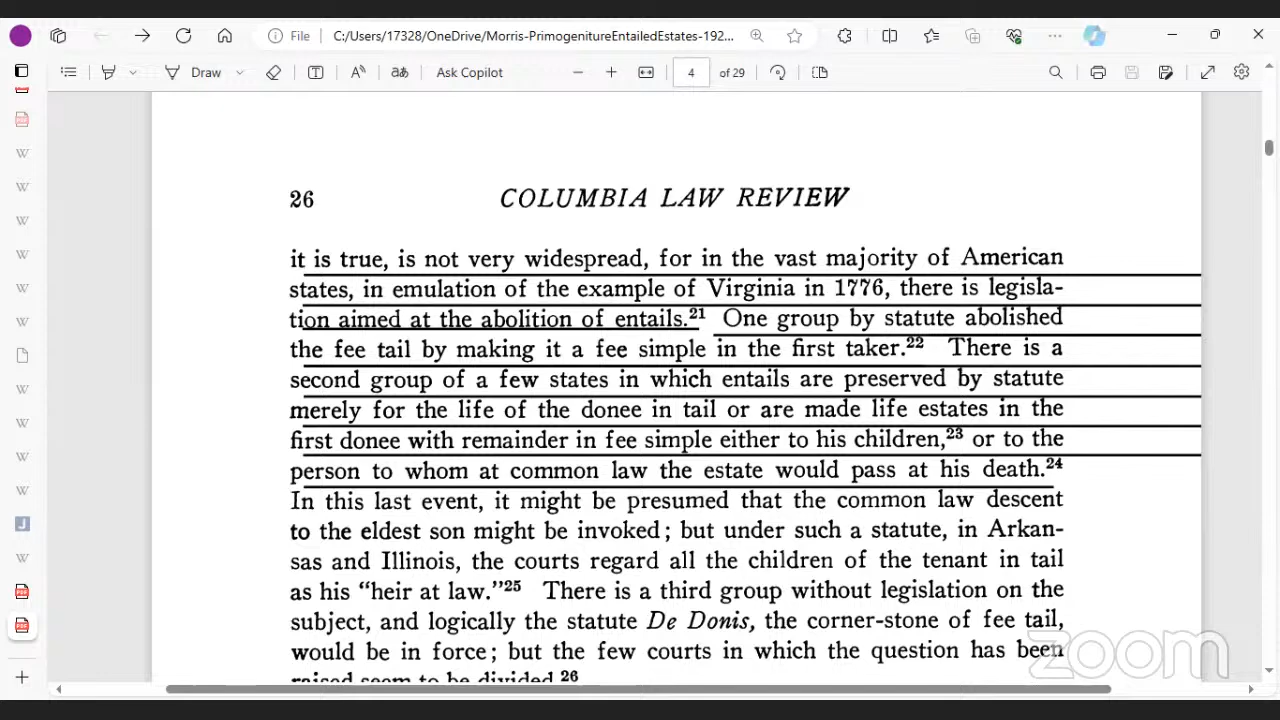 File
C:/Users/17328/OneDrive/Morris-PrimogenitureEntailedEstates-192...
Draw
Ask Copilot
4
of 29
26
COLUMBIA LAW REVIEW
it is true, is not very widespread, for in the vast majority of American
states, in emulation of the example of Virginia in 1776, there is legisla-
tion aimed at the abolition of entails.21 One group by statute abolished
the fee tail by making it a fee simple in the first taker.22 There is a
second group of a few states in which entails are preserved by statute
merely for the life of the donee in tail or are made life estates in the
first donee with remainder in fee simple either to his children,23 or to the
person to whom at common law the estate would pass at his death.24
In this last event, it might be presumed that the common law descent
to the eldest son might be invoked; but under such a statute, in Arkan-
sas and Illinois, the courts regard all the children of the tenant in tail
as his "heir at law."25 There is a third group without legislation on the
subject, and logically the statute De Donis, the corner-stone of fee tail,
would be in force; but the few courts in which the question has been
raised seem to be divided.26
zoom